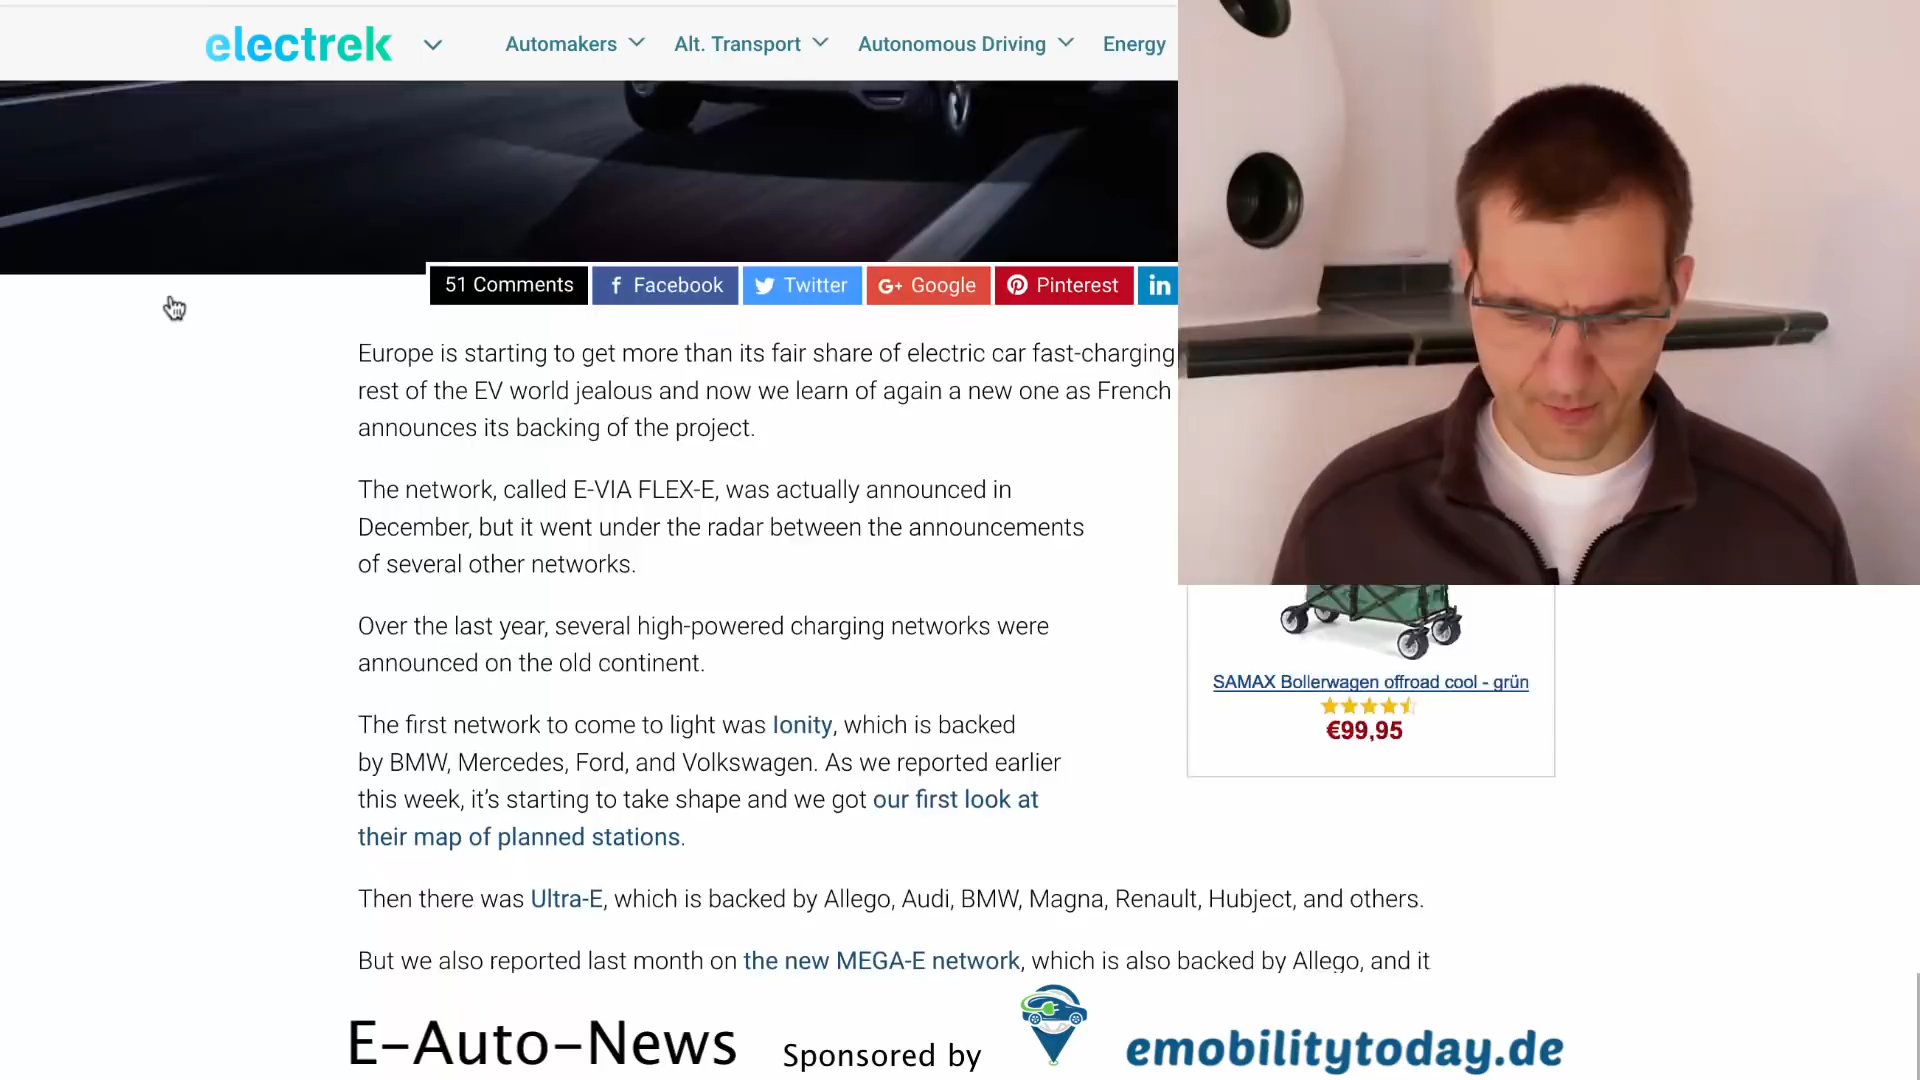 electrek
Automakers Alt. Transport Autonomous Driving Energy
51 Comments Facebook Twitter G+ Google Pinterest in
Europe is starting to get more than its fair share of electric car fast-charging
rest of the EV world jealous and now we learn of again a new one as French
announces its backing of the project.
The network, called E-VIA FLEX-E, was actually announced in
December, but it went under the radar between the announcements
of several other networks.
Over the last year, several high-powered charging networks were
announced on the old continent.
The first network to come to light was Ionity, which is backed
by BMW, Mercedes, Ford, and Volkswagen. As we reported earlier
this week, it's starting to take shape and we got our first look at
their map of planned stations.
SAMAX Bollerwagen offroad cool - grün
€99,95
Then there was Ultra-E, which is backed by Allego, Audi, BMW, Magna, Renault, Hubject, and others.
But we also reported last month on the new MEGA-E network, which is also backed by Allego, and it
E-Auto-News Sponsored by emobilitytoday.de